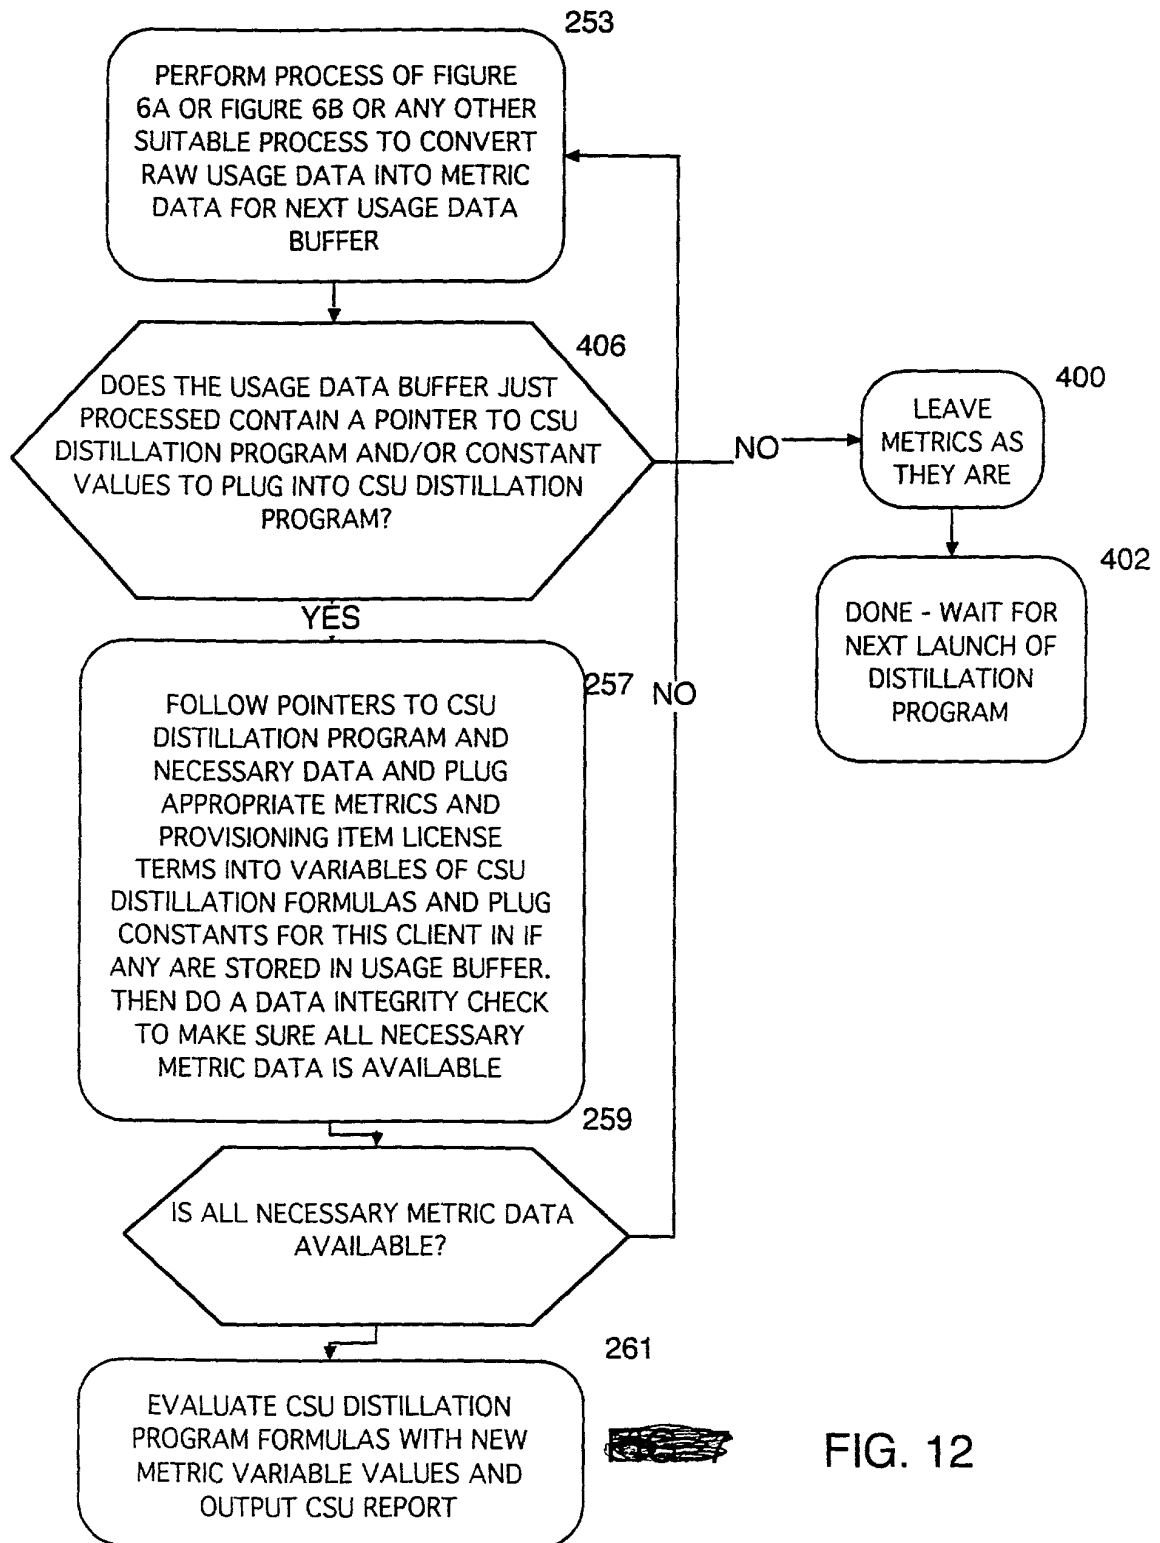 253
PERFORM PROCESS OF FIGURE
6A OR FIGURE 6B OR ANY OTHER
SUITABLE PROCESS TO CONVERT
RAW USAGE DATA INTO METRIC
DATA FOR NEXT USAGE DATA
BUFFER
406
DOES THE USAGE DATA BUFFER JUST
PROCESSED CONTAIN A POINTER TO CSU
DISTILLATION PROGRAM AND/OR CONSTANT
VALUES TO PLUG INTO CSU DISTILLATION
PROGRAM?
NO
400
LEAVE
METRICS AS
THEY ARE
402
DONE - WAIT FOR
NEXT LAUNCH OF
DISTILLATION
PROGRAM
YES
257
NO
FOLLOW POINTERS TO CSU
DISTILLATION PROGRAM AND
NECESSARY DATA AND PLUG
APPROPRIATE METRICS AND
PROVISIONING ITEM LICENSE
TERMS INTO VARIABLES OF CSU
DISTILLATION FORMULAS AND PLUG
CONSTANTS FOR THIS CLIENT IN IF
ANY ARE STORED IN USAGE BUFFER.
THEN DO A DATA INTEGRITY CHECK
TO MAKE SURE ALL NECESSARY
METRIC DATA IS AVAILABLE
259
IS ALL NECESSARY METRIC DATA
AVAILABLE?
261
EVALUATE CSU DISTILLATION
PROGRAM FORMULAS WITH NEW
METRIC VARIABLE VALUES AND
OUTPUT CSU REPORT
FIG. 12